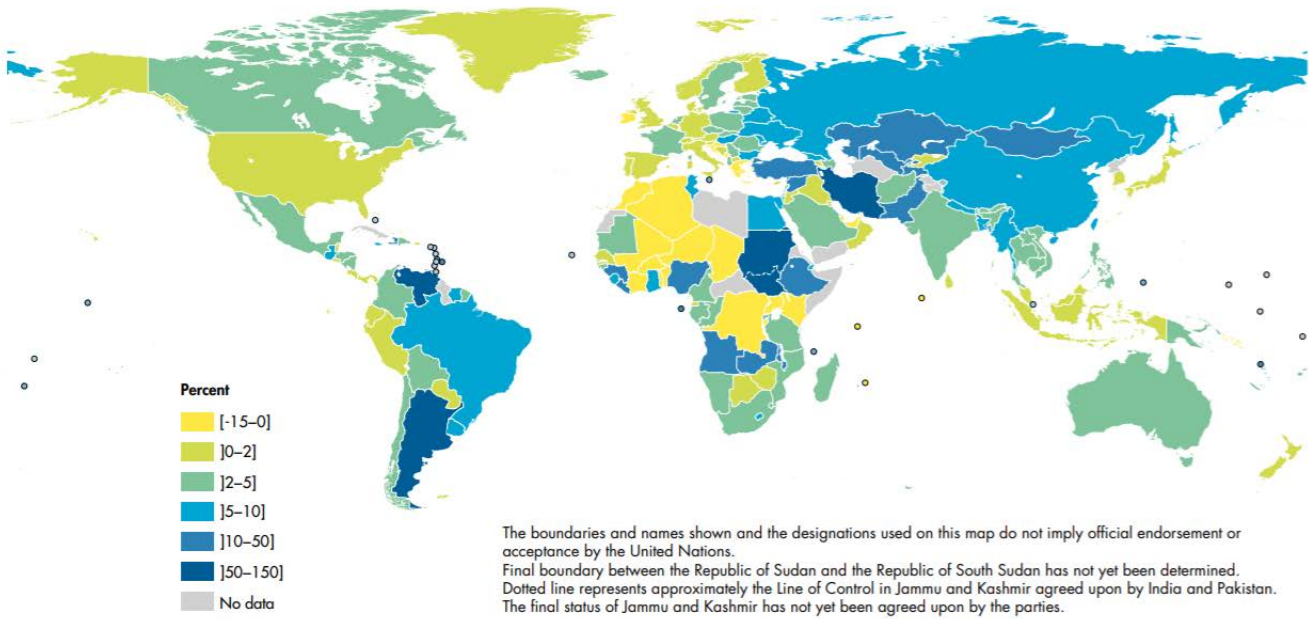 Percent
[-15–0]
]0–2]
]2–5]
]5–10]
]10–50]
]50–150]
No data
The boundaries and names shown and the designations used on this map do not imply official endorsement or
acceptance by the United Nations.
Final boundary between the Republic of Sudan and the Republic of South Sudan has not yet been determined.
Dotted line represents approximately the Line of Control in Jammu and Kashmir agreed upon by India and Pakistan.
The final status of Jammu and Kashmir has not yet been agreed upon by the parties.